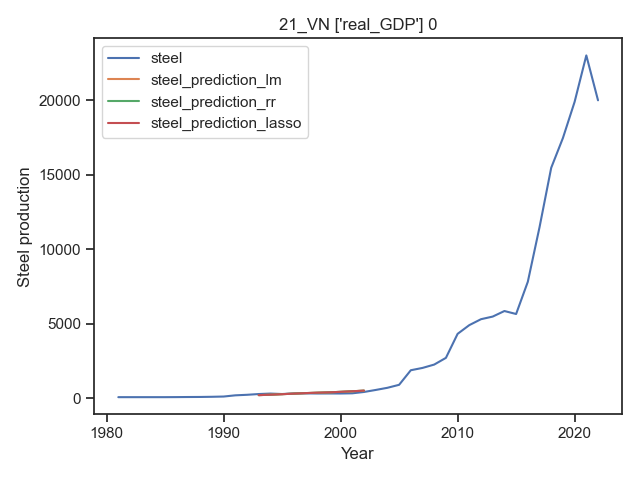 21_VN ['real_GDP'] 0
steel
steel_prediction_lm
steel_prediction_rr
steel_prediction_lasso
Steel production
20000
15000
10000
5000
0
1980
1990
2000
2010
2020
Year